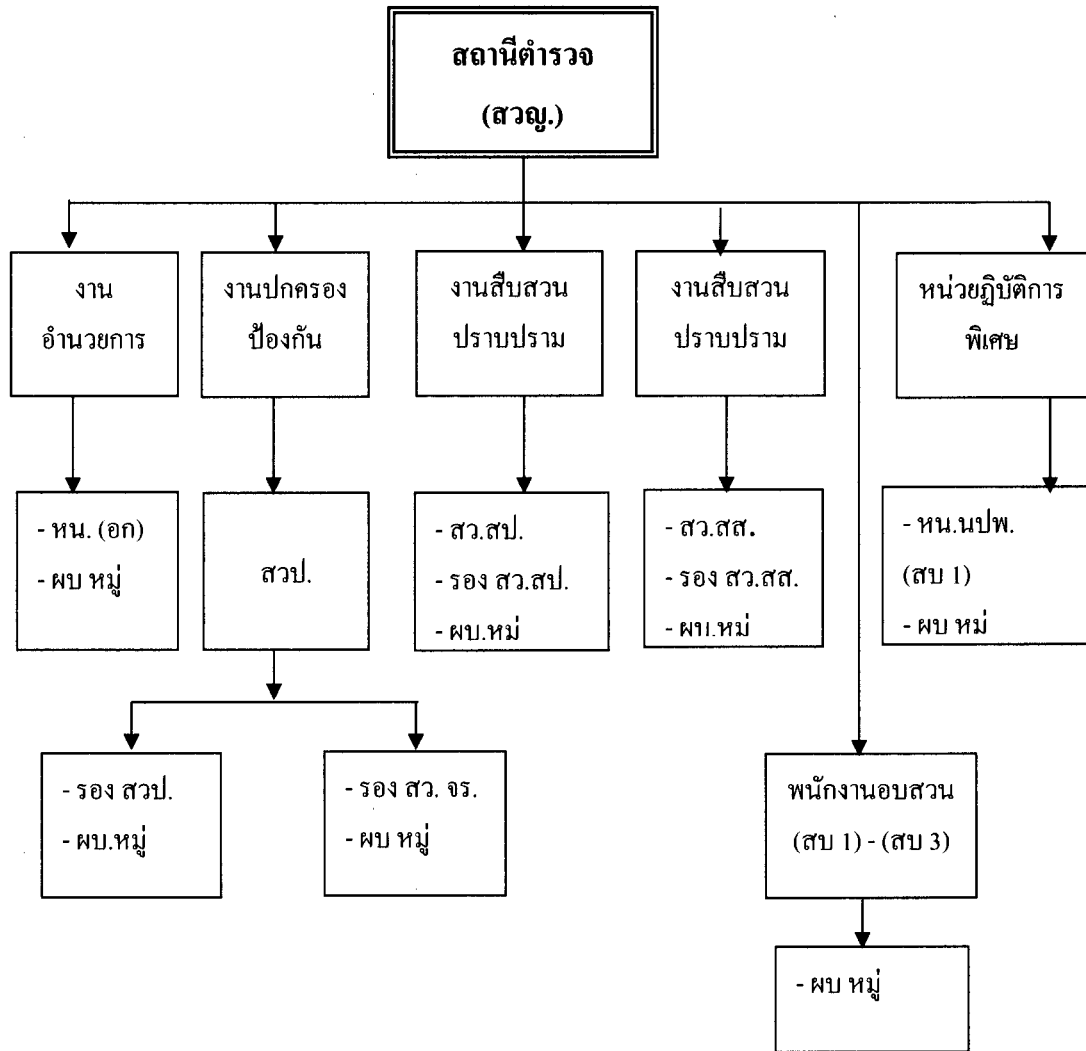 สถานีตำรวจ
(สวญ.)
งาน
อำนวยการ
งานปกครอง
ป้องกัน
งานสืบสวน
ปราบปราม
งานสืบสวน
ปราบปราม
หน่วยฏิบัติการ
พิเศษ
- หน. (อก)
- ผบ หมู่
สวป.
- สว.สป.
- รอง สว.สป.
- ผบ.หม่
- สว.สส.
- รอง สว.สส.
- ผบ.หม่
- หน.นปพ.
(สบ 1)
- ผบ หม่
- รอง สวป.
- ผบ.หมู่
- รอง สว. จร.
- ผบ หมู่
พนักงานอบสวน
(สบ 1) - (สบ 3)
- ผบ หมู่